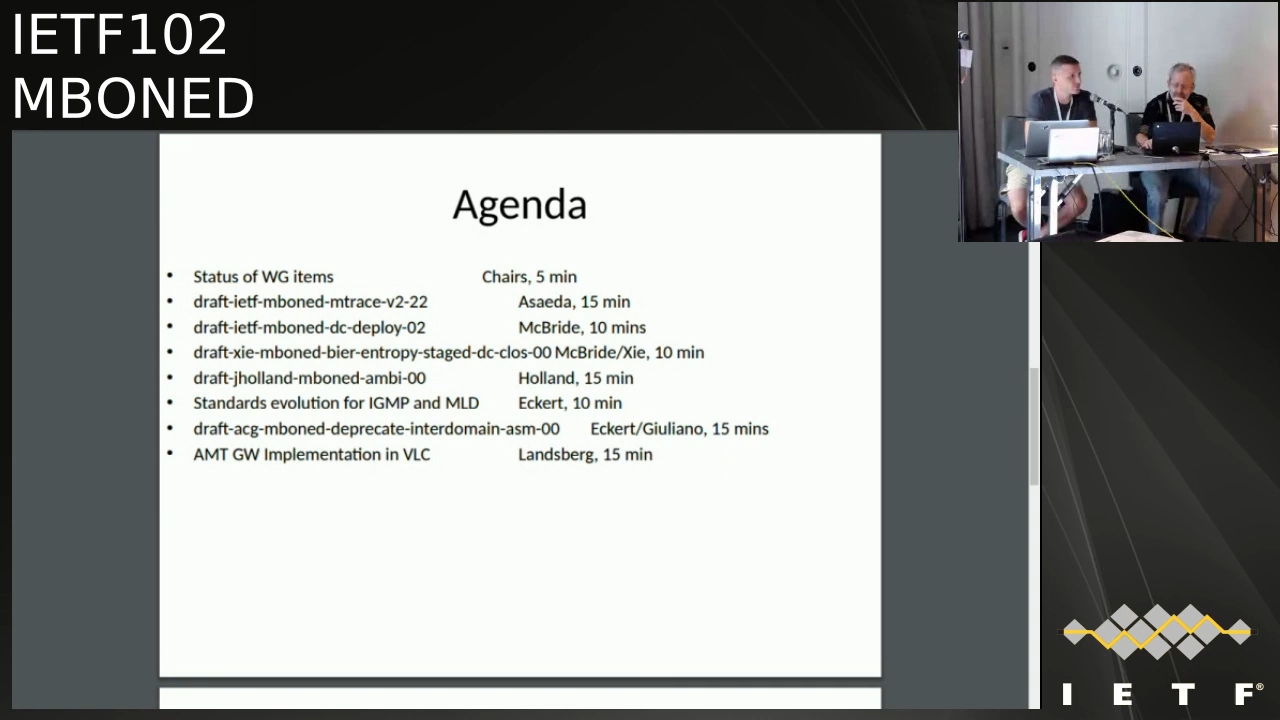 IETF102
MBONED
Agenda
• Status of WG items Chairs, 5 min
• draft-ietf-mboned-mtrace-v2-22 Asaeda, 15 min
• draft-ietf-mboned-dc-deploy-02 McBride, 10 mins
• draft-xie-mboned-bier-entropy-staged-dc-clos-00 McBride/Xie, 10 min
• draft-jholland-mboned-ambi-00 Holland, 15 min
• Standards evolution for IGMP and MLD Eckert, 10 min
• draft-acg-mboned-deprecate-interdomain-asm-00 Eckert/Giuliano, 15 mins
• AMT GW Implementation in VLC Landsberg, 15 min
I E T F®